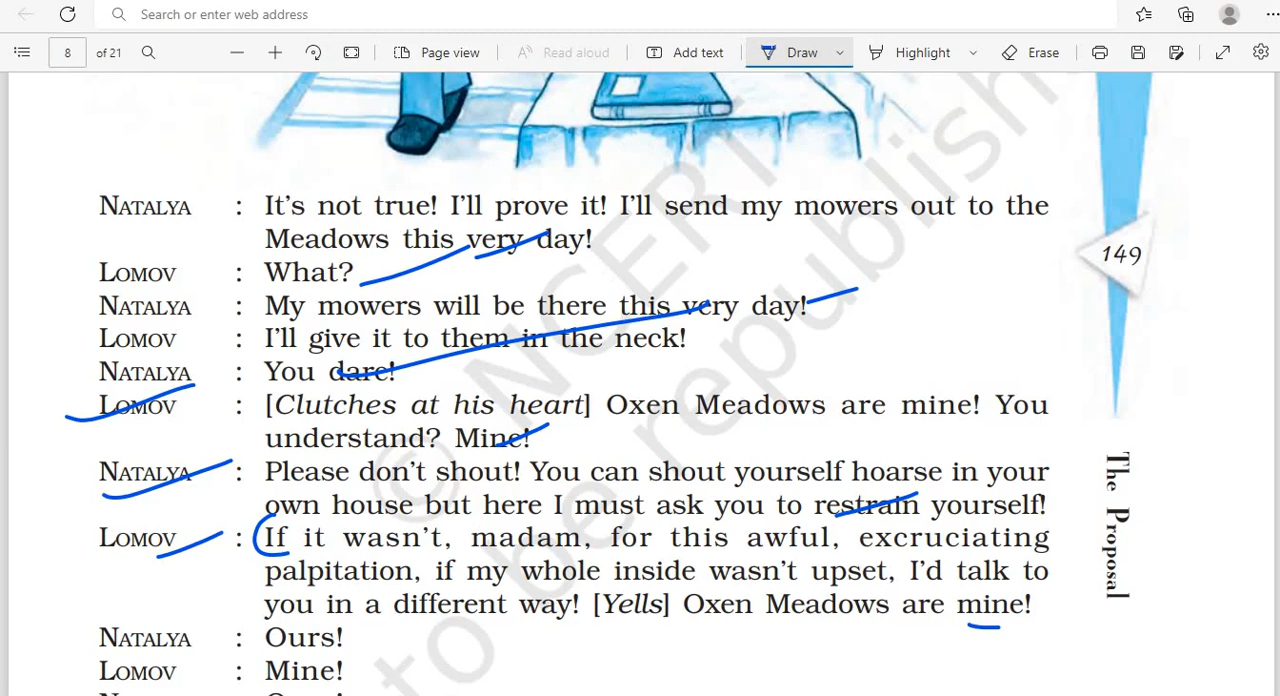 Search or enter web address
8 of 21 Page view Read aloud Add text Draw Highlight Erase
NATALYA : It's not true! I'll prove it! I'll send my mowers out to the
Meadows this very day!
LOMOV : What?
149
NATALYA : My mowers will be there this very day!
LOMOV : I'll give it to them in the neck!
NATALYA : You dare!
LOMOV : [Clutches at his heart] Oxen Meadows are mine! You
understand? Mine!
NATALYA : Please don't shout! You can shout yourself hoarse in your
own house but here I must ask you to restrain yourself!
LOMOV : If it wasn't, madam, for this awful, excruciating
palpitation, if my whole inside wasn't upset, I'd talk to
you in a different way! [Yells] Oxen Meadows are mine!
NATALYA : Ours!
LOMOV : Mine!
The Proposal
© NCERT
to be republish